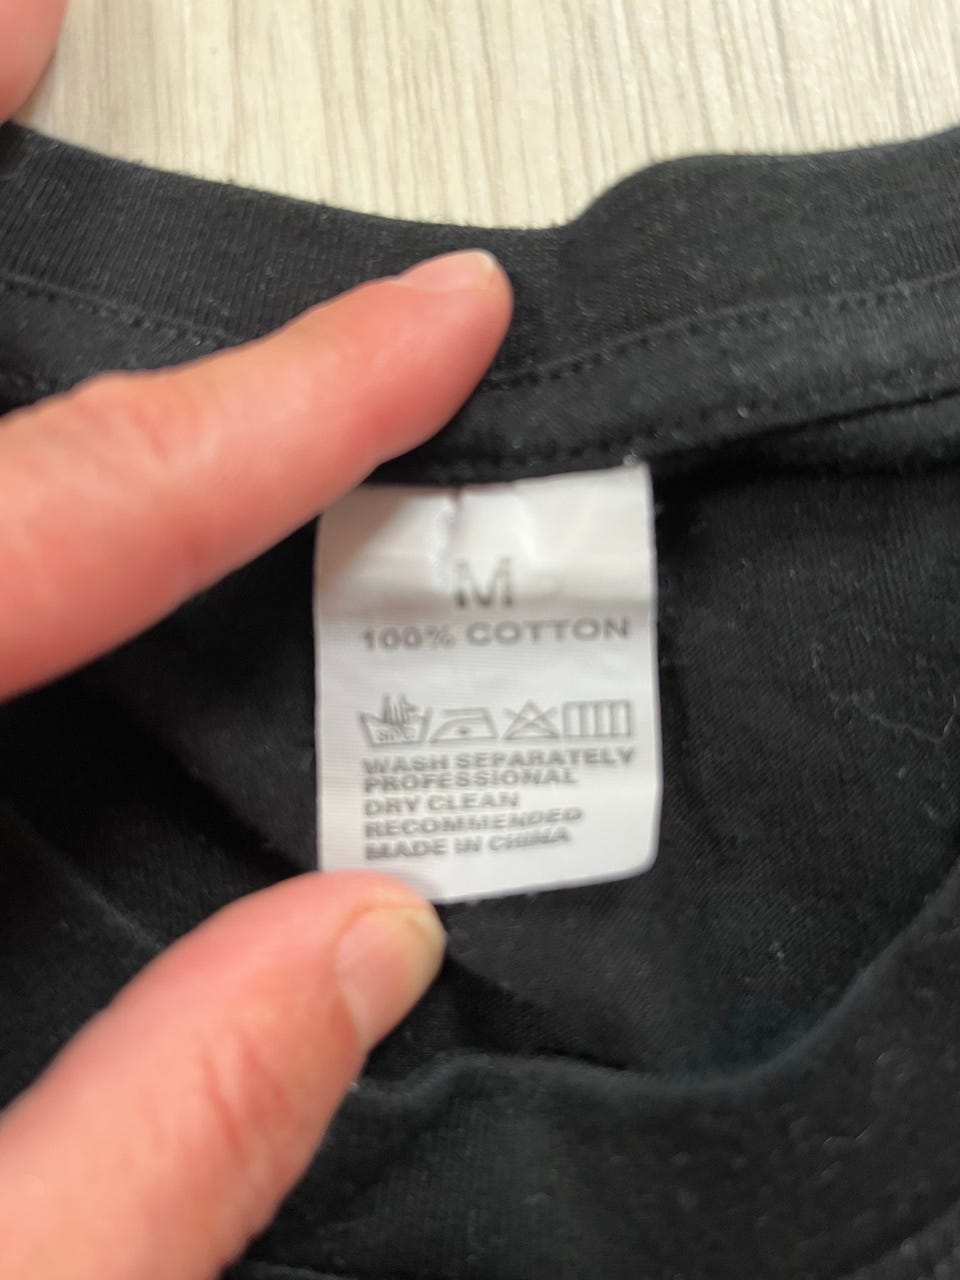 M
100% COTTON
WASH SEPARATELY
PROFESSIONAL
DRY CLEAN
RECOMMENDED
MADE IN CHINA